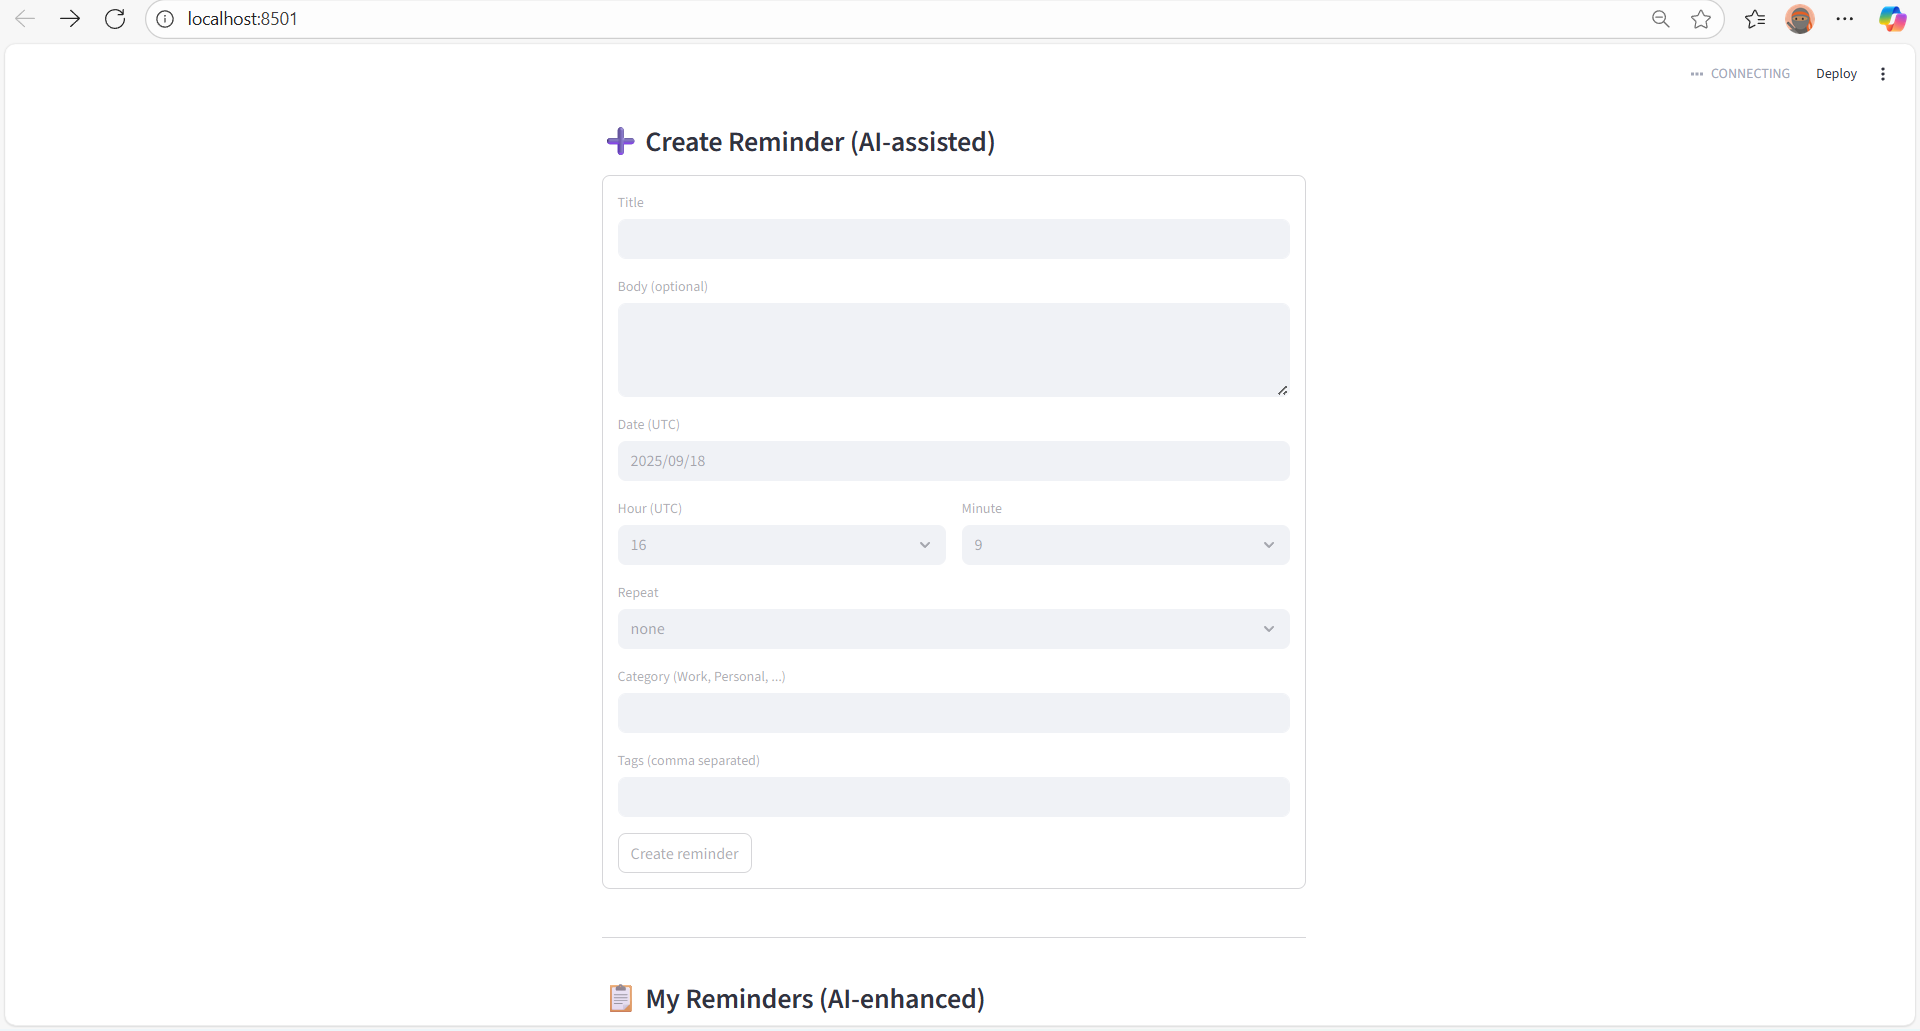 localhost:8501
CONNECTING Deploy
Create Reminder (AI-assisted)
Title
Body (optional)
Date (UTC)
2025/09/18
Hour (UTC) Minute
16 9
Repeat
none
Category (Work, Personal, ...)
Tags (comma separated)
Create reminder
My Reminders (AI-enhanced)